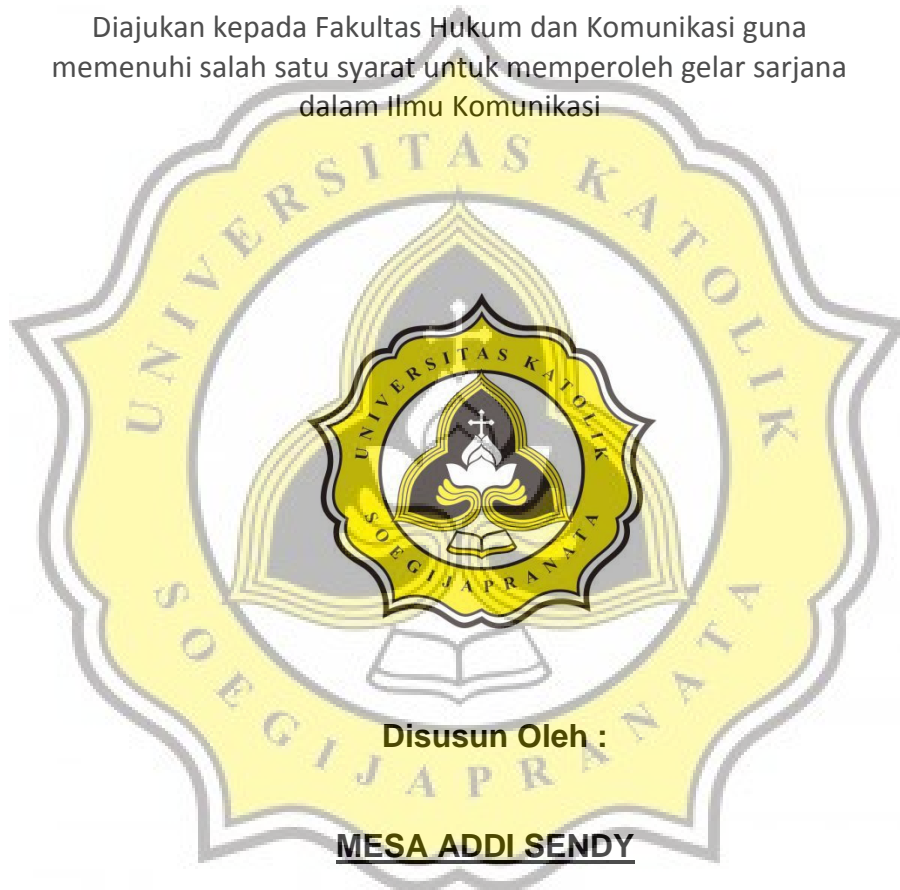 Diajukan kepada Fakultas Hukum dan Komunikasi guna
memenuhi salah satu syarat untuk memperoleh gelar sarjana
dalam Ilmu Komunikasi
UNIVERSITAS KATOLIK
SOEGIJAPRANATA
UNIVERSITAS KATOLIK
SOEGIJAPRANATA
Disusun Oleh :
MESA ADDI SENDY